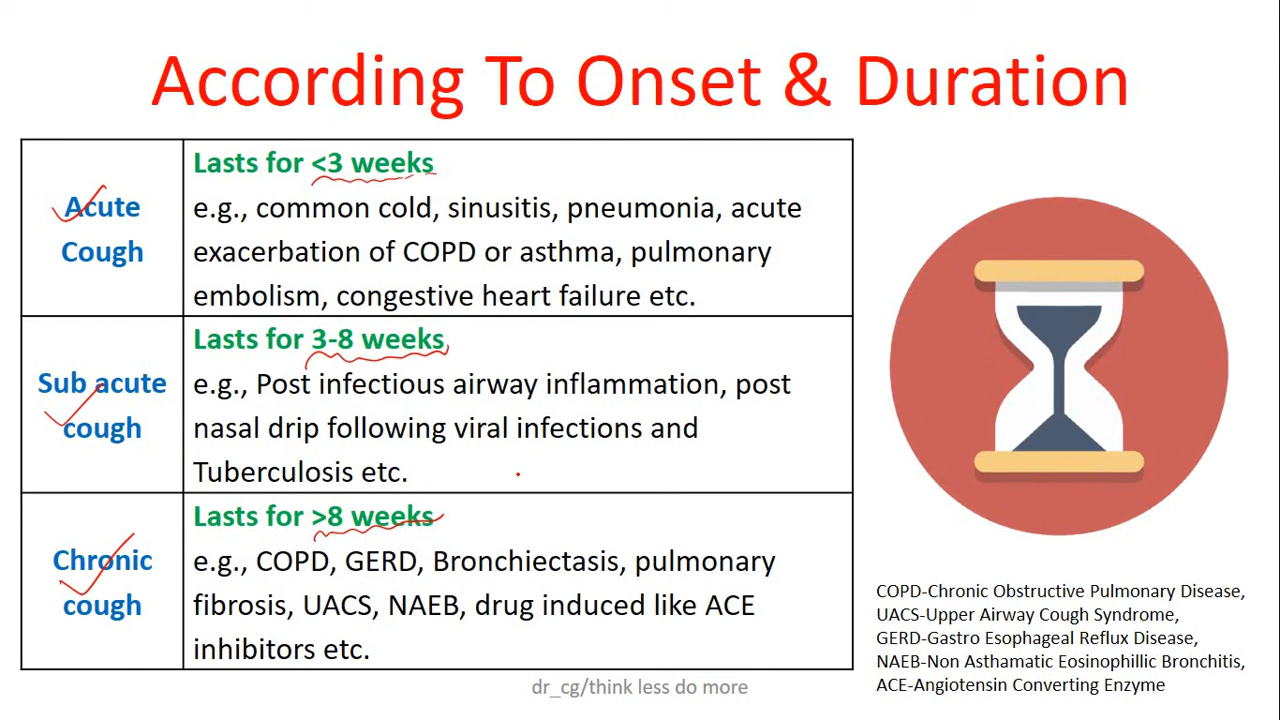 According To Onset & Duration
Acute
Cough
Lasts for <3 weeks
e.g., common cold, sinusitis, pneumonia, acute
exacerbation of COPD or asthma, pulmonary
embolism, congestive heart failure etc.
Sub acute
cough
Lasts for 3-8 weeks
e.g., Post infectious airway inflammation, post
nasal drip following viral infections and
Tuberculosis etc.
Chronic
cough
Lasts for >8 weeks
e.g., COPD, GERD, Bronchiectasis, pulmonary
fibrosis, UACS, NAEB, drug induced like ACE
inhibitors etc.
COPD-Chronic Obstructive Pulmonary Disease,
UACS-Upper Airway Cough Syndrome,
GERD-Gastro Esophageal Reflux Disease,
NAEB-Non Asthamatic Eosinophillic Bronchitis,
ACE-Angiotensin Converting Enzyme
dr_cg/think less do more